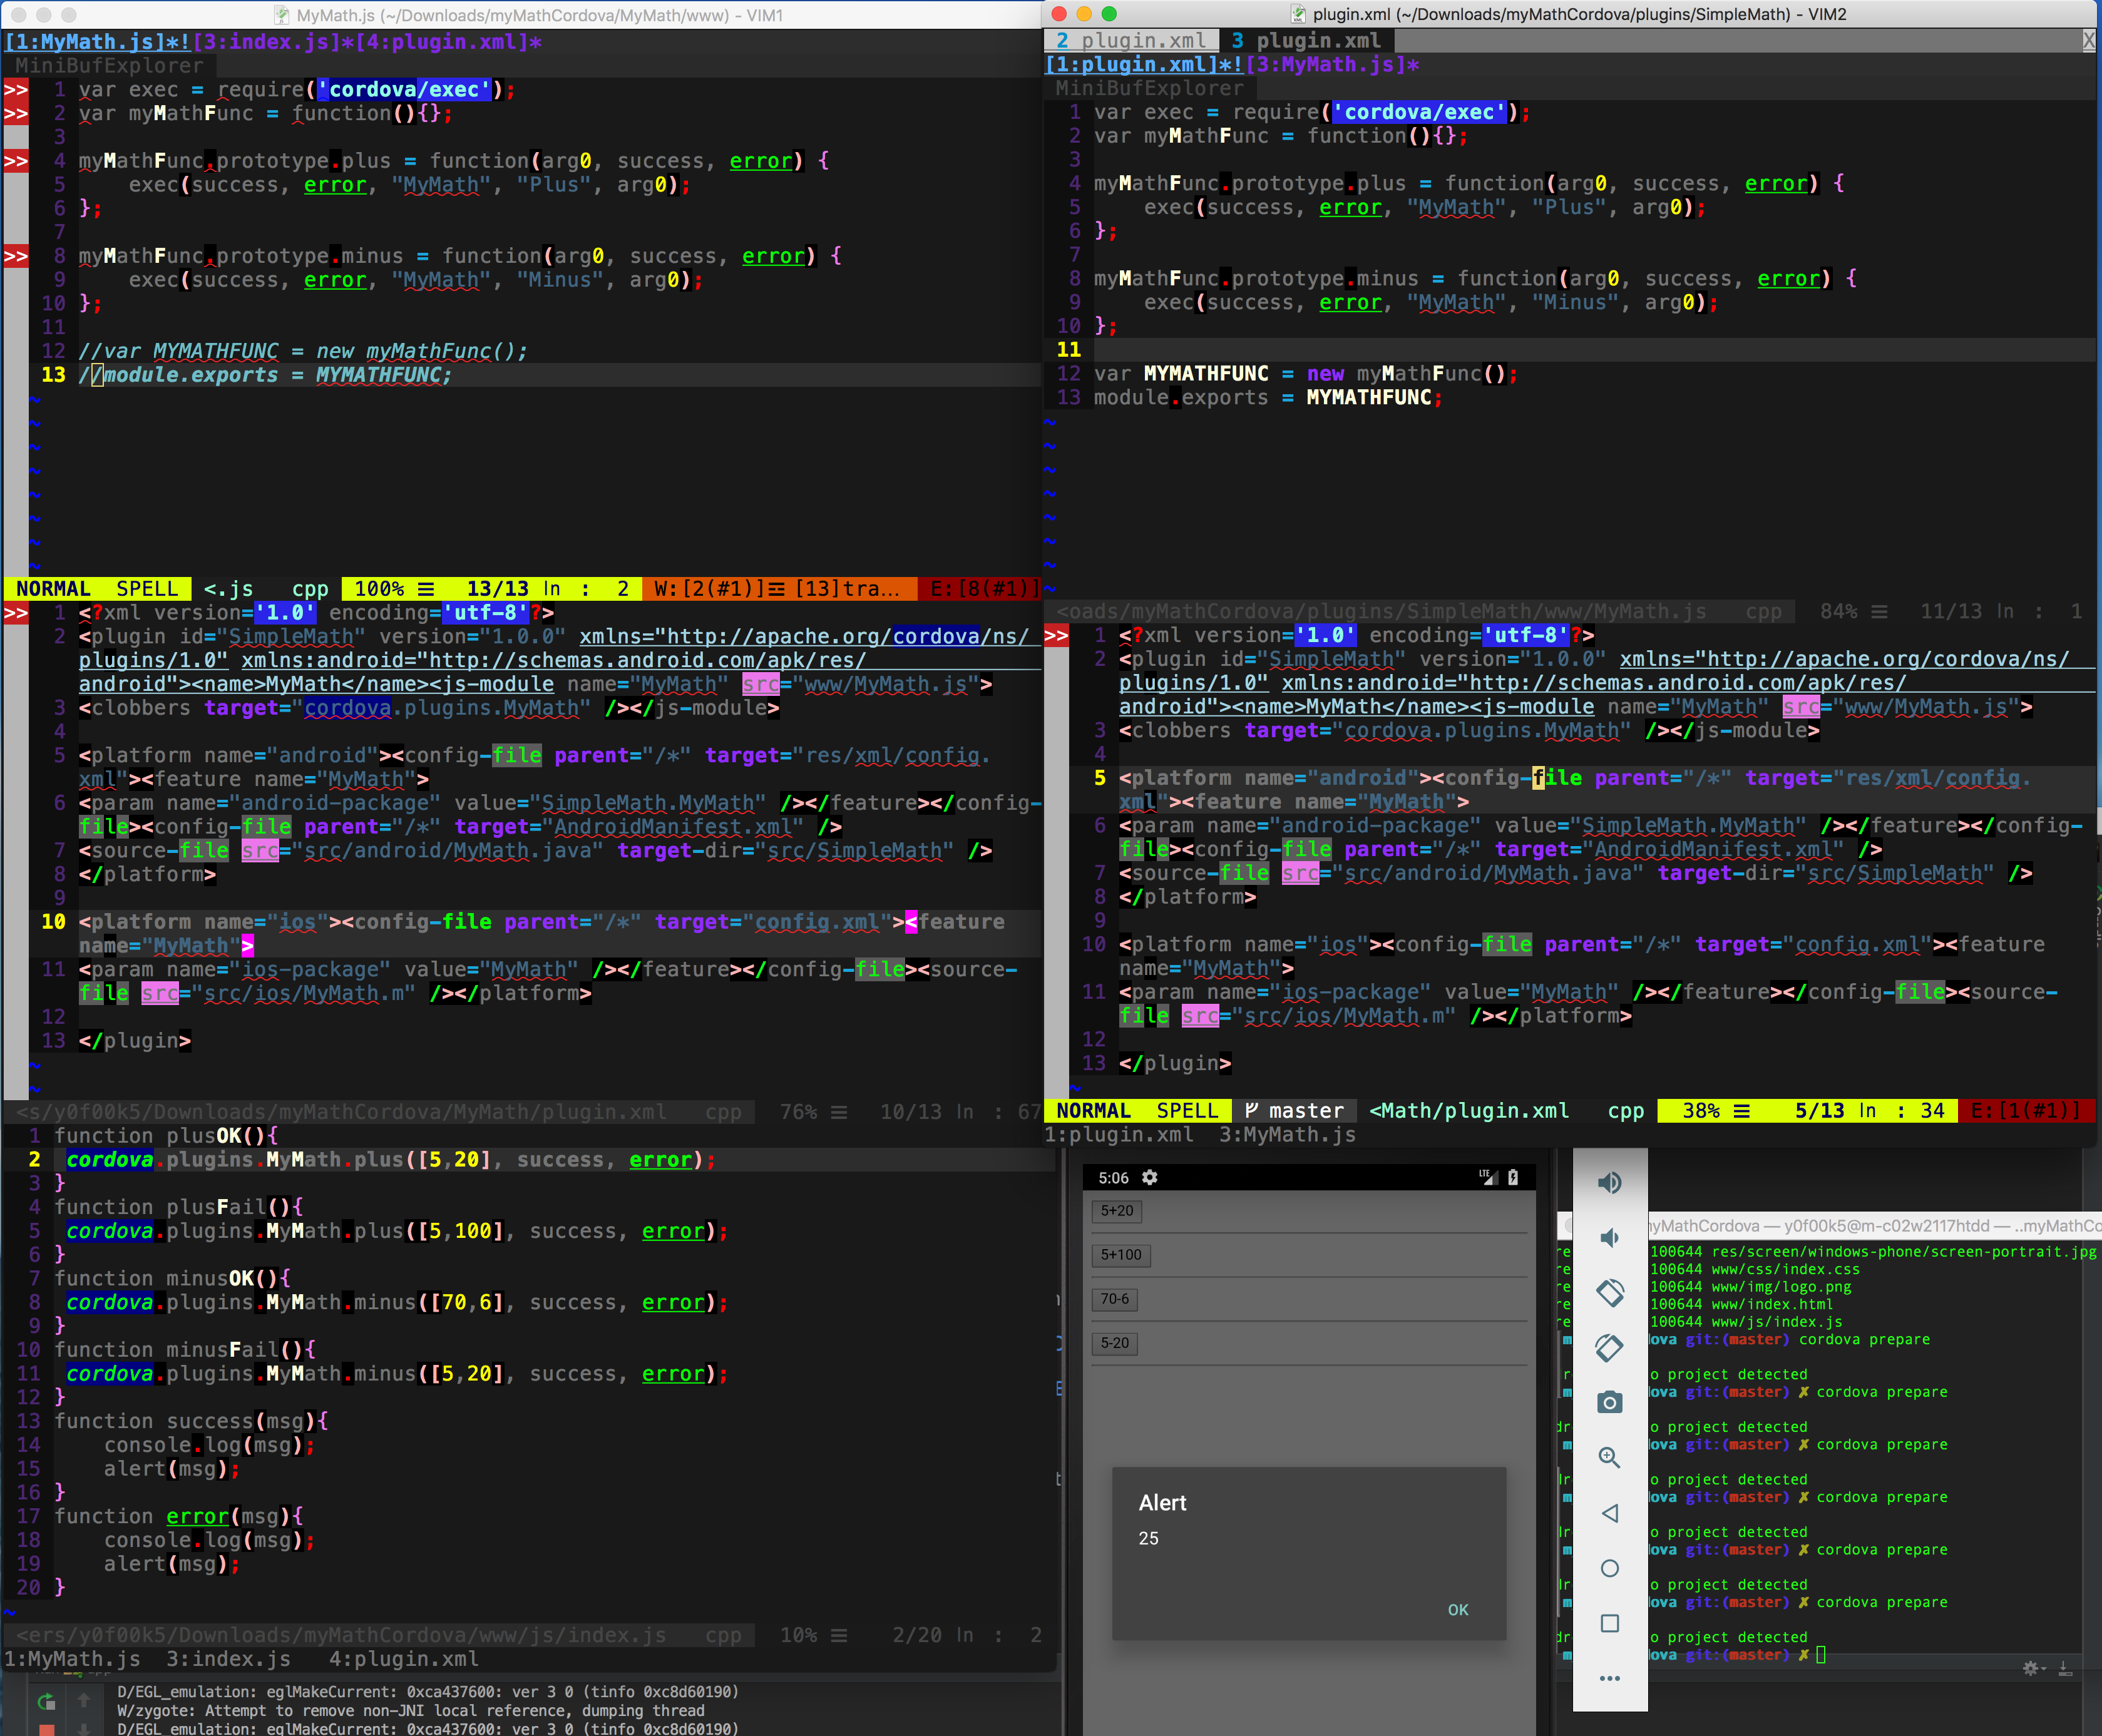 MyMath.js (~/Downloads/myMathCordova/MyMath/www) - VIM1
[1:MyMath.js]*![3:index.js]*[4:plugin.xml]*
MiniBufExplorer
>> 1 var exec = require('cordova/exec');
>> 2 var myMathFunc = function(){};
3
>> 4 myMathFunc.prototype.plus = function(arg0, success, error) {
5     exec(success, error, "MyMath", "Plus", arg0);
6 };
7
>> 8 myMathFunc.prototype.minus = function(arg0, success, error) {
9     exec(success, error, "MyMath", "Minus", arg0);
10 };
11
12 //var MYMATHFUNC = new myMathFunc();
13 //module.exports = MYMATHFUNC;
~
~
~
~
~
~
~
~
NORMAL SPELL <.js cpp 100% ☰ 13/13 ln : 2 W:[2(#1)]☲ [13]tra... E:[8(#1)]
>> 1 <?xml version='1.0' encoding='utf-8'?>
2 <plugin id="SimpleMath" version="1.0.0" xmlns="http://apache.org/cordova/ns/
plugins/1.0" xmlns:android="http://schemas.android.com/apk/res/
android"><name>MyMath</name><js-module name="MyMath" src="www/MyMath.js">
3 <clobbers target="cordova.plugins.MyMath" /></js-module>
4
5 <platform name="android"><config-file parent="/*" target="res/xml/config.
xml"><feature name="MyMath">
6 <param name="android-package" value="SimpleMath.MyMath" /></feature></config-
file><config-file parent="/*" target="AndroidManifest.xml" />
7 <source-file src="src/android/MyMath.java" target-dir="src/SimpleMath" />
8 </platform>
9
10 <platform name="ios"><config-file parent="/*" target="config.xml"><feature
name="MyMath">
11 <param name="ios-package" value="MyMath" /></feature></config-file><source-
file src="src/ios/MyMath.m" /></platform>
12
13 </plugin>
~
~
<s/y0f00k5/Downloads/myMathCordova/MyMath/plugin.xml cpp 76% ☰ 10/13 ln : 67
1 function plusOK(){
2  cordova.plugins.MyMath.plus([5,20], success, error);
3 }
4 function plusFail(){
5  cordova.plugins.MyMath.plus([5,100], success, error);
6 }
7 function minusOK(){
8  cordova.plugins.MyMath.minus([70,6], success, error);
9 }
10 function minusFail(){
11  cordova.plugins.MyMath.minus([5,20], success, error);
12 }
13 function success(msg){
14     console.log(msg);
15     alert(msg);
16 }
17 function error(msg){
18     console.log(msg);
19     alert(msg);
20 }
~
<ers/y0f00k5/Downloads/myMathCordova/www/js/index.js cpp 10% ☰ 2/20 ln : 2
1:MyMath.js 3:index.js 4:plugin.xml
D/EGL_emulation: eglMakeCurrent: 0xca437600: ver 3 0 (tinfo 0xc8d60190)
W/zygote: Attempt to remove non-JNI local reference, dumping thread
D/EGL_emulation: eglMakeCurrent: 0xca437600: ver 3 0 (tinfo 0xc8d60190)
plugin.xml (~/Downloads/myMathCordova/plugins/SimpleMath) - VIM2
2 plugin.xml 3 plugin.xml X
[1:plugin.xml]*![3:MyMath.js]*
MiniBufExplorer
1 var exec = require('cordova/exec');
2 var myMathFunc = function(){};
3
4 myMathFunc.prototype.plus = function(arg0, success, error) {
5     exec(success, error, "MyMath", "Plus", arg0);
6 };
7
8 myMathFunc.prototype.minus = function(arg0, success, error) {
9     exec(success, error, "MyMath", "Minus", arg0);
10 };
11
12 var MYMATHFUNC = new myMathFunc();
13 module.exports = MYMATHFUNC;
~
~
~
~
~
~
~
~
<oads/myMathCordova/plugins/SimpleMath/www/MyMath.js cpp 84% ☰ 11/13 ln : 1
>> 1 <?xml version='1.0' encoding='utf-8'?>
2 <plugin id="SimpleMath" version="1.0.0" xmlns="http://apache.org/cordova/ns/
plugins/1.0" xmlns:android="http://schemas.android.com/apk/res/
android"><name>MyMath</name><js-module name="MyMath" src="www/MyMath.js">
3 <clobbers target="cordova.plugins.MyMath" /></js-module>
4
5 <platform name="android"><config-file parent="/*" target="res/xml/config.
xml"><feature name="MyMath">
6 <param name="android-package" value="SimpleMath.MyMath" /></feature></config-
file><config-file parent="/*" target="AndroidManifest.xml" />
7 <source-file src="src/android/MyMath.java" target-dir="src/SimpleMath" />
8 </platform>
9
10 <platform name="ios"><config-file parent="/*" target="config.xml"><feature
name="MyMath">
11 <param name="ios-package" value="MyMath" /></feature></config-file><source-
file src="src/ios/MyMath.m" /></platform>
12
13 </plugin>
~
NORMAL SPELL master <Math/plugin.xml cpp 38% ☰ 5/13 ln : 34 E:[1(#1)]
1:plugin.xml 3:MyMath.js
5:06 LTE
5+20
5+100
70-6
5-20
Alert
25
OK
myMathCordova — y0f00k5@m-c02w2117htdd — ..myMathCo
re 100644 res/screen/windows-phone/screen-portrait.jpg
re 100644 www/css/index.css
re 100644 www/img/logo.png
re 100644 www/index.html
re 100644 www/js/index.js
m ova git:(master) cordova prepare
o project detected
m ova git:(master) ✗ cordova prepare
o project detected
m ova git:(master) ✗ cordova prepare
o project detected
m ova git:(master) ✗ cordova prepare
o project detected
m ova git:(master) ✗ cordova prepare
o project detected
m ova git:(master) ✗ cordova prepare
o project detected
m ova git:(master) ✗